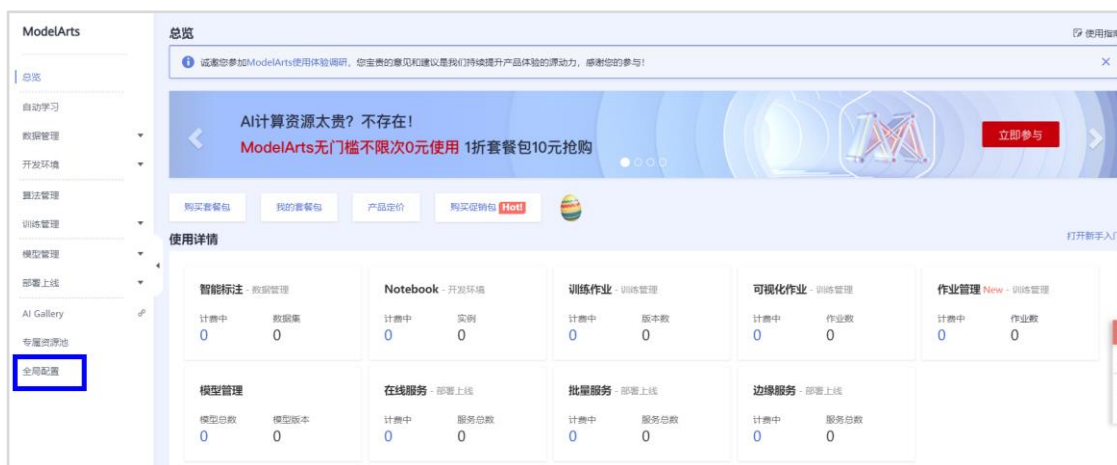 ModelArts
总览
自动学习
数据管理
开发环境
算法管理
训练管理
模型管理
部署上线
AI Gallery
专属资源池
全局配置
总览
使用指南
诚邀您参加ModelArts使用体验调研，您宝贵的意见和建议是我们持续提升产品体验的源动力，感谢您的参与！
AI计算资源太贵？不存在！
ModelArts无门槛不限次0元使用 1折套餐包10元抢购
立即参与
购买套餐包 我的套餐包 产品定价 购买促销包 Hot!
使用详情
打开新手入门
智能标注 - 数据管理 Notebook - 开发环境 训练作业 - 训练管理 可视化作业 - 训练管理 作业管理 New - 训练管理
计费中 数据集 计费中 实例 计费中 版本数 计费中 作业数 计费中 作业数
0 0 0 0 0 0 0 0 0 0
模型管理 在线服务 - 部署上线 批量服务 - 部署上线 边缘服务 - 部署上线
模型总数 模型版本 计费中 服务总数 计费中 服务总数 计费中 服务总数
0 0 0 0 0 0 0 0